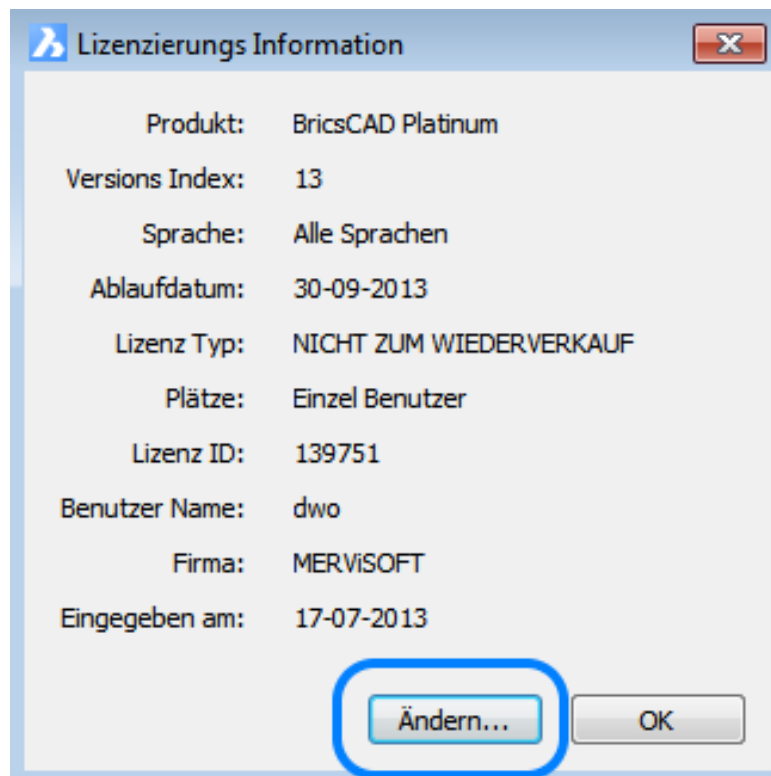 Lizenzierungs Information
Produkt: BricsCAD Platinum
Versions Index: 13
Sprache: Alle Sprachen
Ablaufdatum: 30-09-2013
Lizenz Typ: NICHT ZUM WIEDERVERKAUF
Plätze: Einzel Benutzer
Lizenz ID: 139751
Benutzer Name: dwo
Firma: MERViSOFT
Eingegeben am: 17-07-2013
Ändern... OK